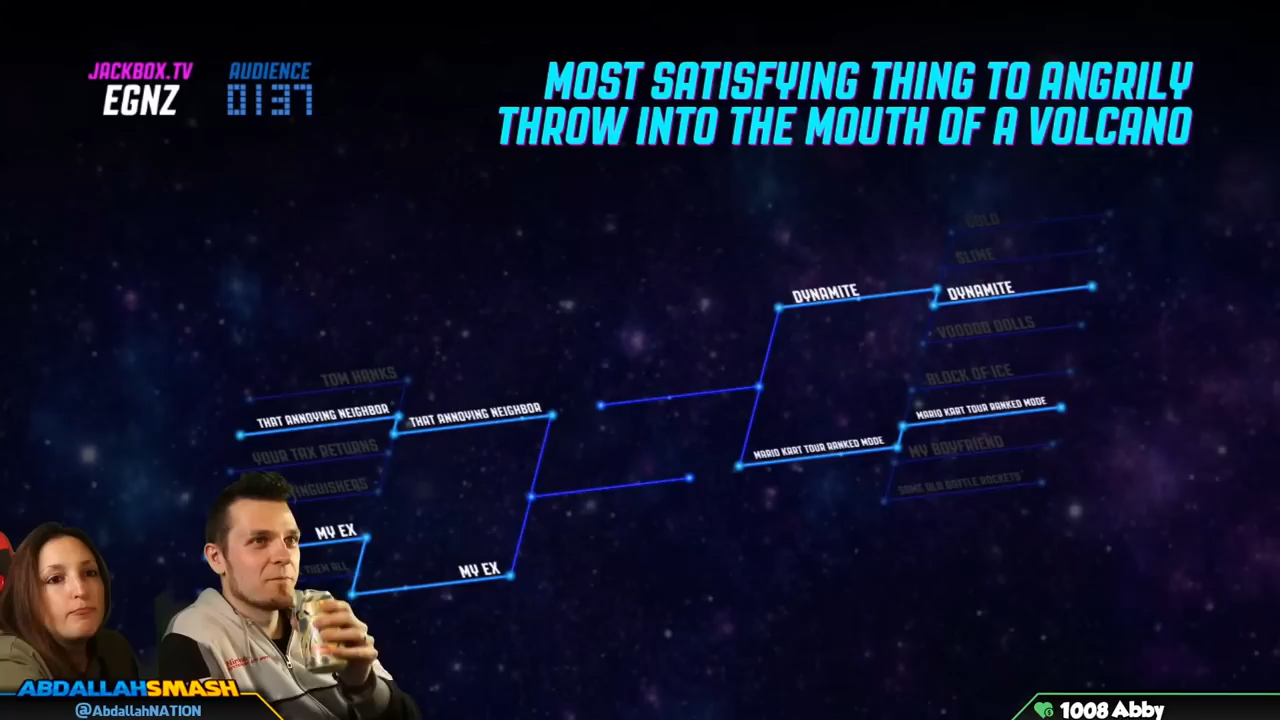 JACKBOX.TV
EGNZ
AUDIENCE
0137
MOST SATISFYING THING TO ANGRILY
THROW INTO THE MOUTH OF A VOLCANO
TOM HANKS
THAT ANNOYING NEIGHBOR
THAT ANNOYING NEIGHBOR
YOUR TAX RETURNS
MY EX
THEM ALL
MY EX
GOLD
SLIME
DYNAMITE
DYNAMITE
VOODOO DOLLS
BLOCK OF ICE
MARIO KART TOUR RANKED MODE
MARIO KART TOUR RANKED MODE
MY BOYFRIEND
SOME OLD BOTTLE ROCKETS
ABDALLAHSMASH
@AbdallahNATION
1008 Abby